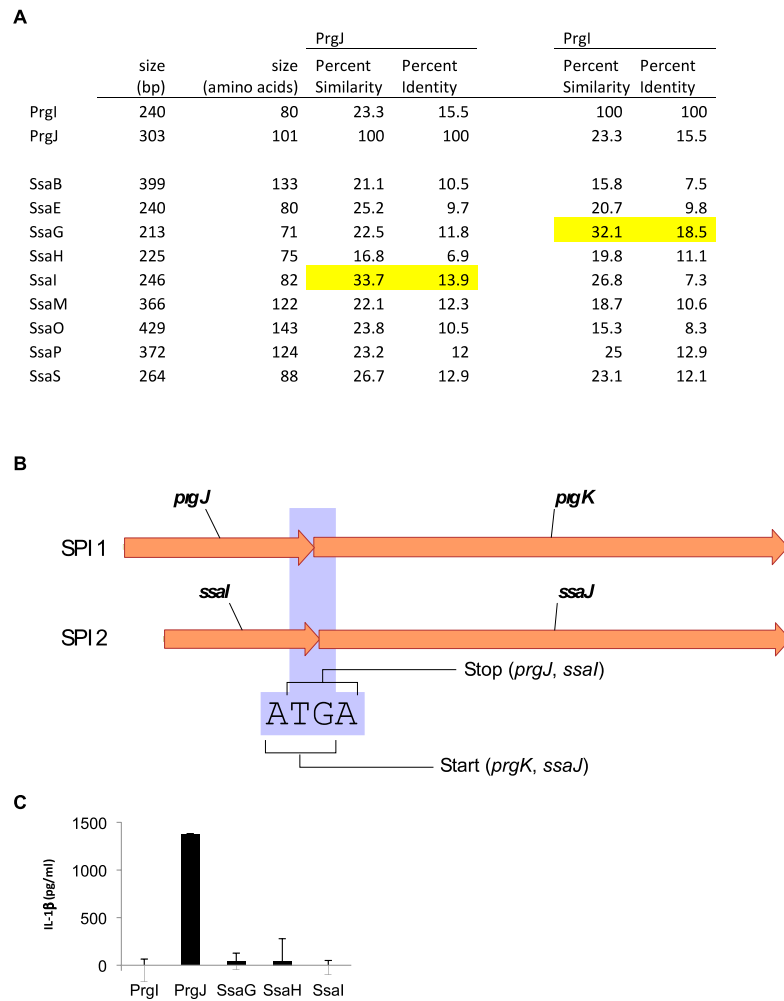 A
PrgJ PrgI
size size Percent Percent Percent Percent
(bp) (amino acids) Similarity Identity Similarity Identity
PrgI 240 80 23.3 15.5 100 100
PrgJ 303 101 100 100 23.3 15.5
SsaB 399 133 21.1 10.5 15.8 7.5
SsaE 240 80 25.2 9.7 20.7 9.8
SsaG 213 71 22.5 11.8 32.1 18.5
SsaH 225 75 16.8 6.9 19.8 11.1
SsaI 246 82 33.7 13.9 26.8 7.3
SsaM 366 122 22.1 12.3 18.7 10.6
SsaO 429 143 23.8 10.5 15.3 8.3
SsaP 372 124 23.2 12 25 12.9
SsaS 264 88 26.7 12.9 23.1 12.1
B
prgJ prgK
SPI1
ssaI ssaJ
SPI2
Stop (prgJ, ssaI)
ATGA
Start (prgK, ssaJ)
C
IL-1β (pg/ml)
1500
1000
500
0
PrgI PrgJ SsaG SsaH SsaI